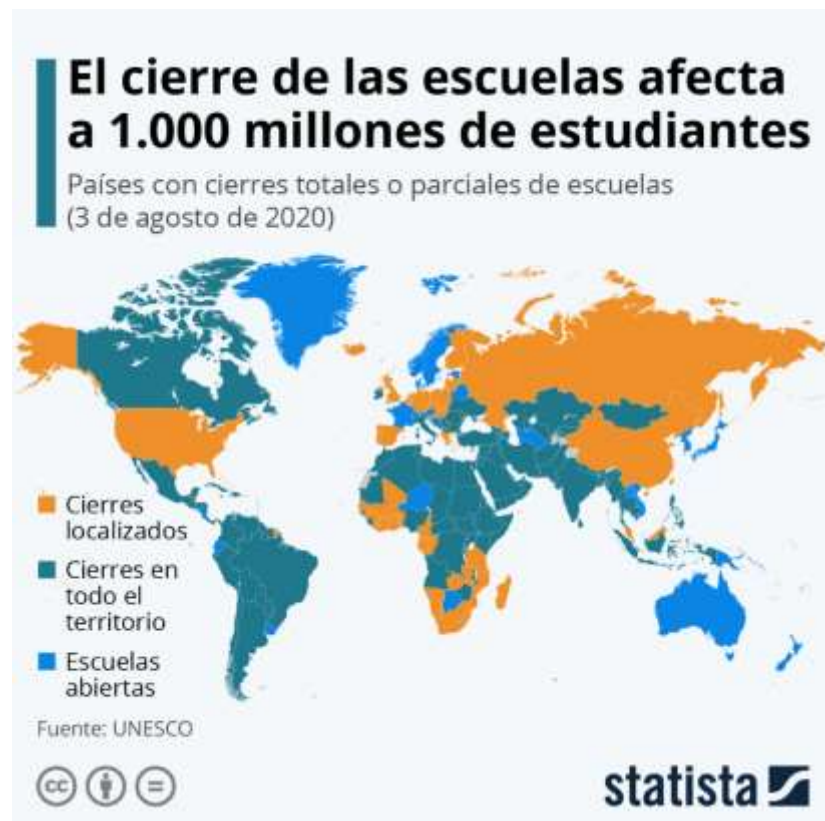 El cierre de las escuelas afecta
a 1.000 millones de estudiantes
Países con cierres totales o parciales de escuelas
(3 de agosto de 2020)
Cierres
localizados
Cierres en
todo el
territorio
Escuelas
abiertas
Fuente: UNESCO
cc
statista